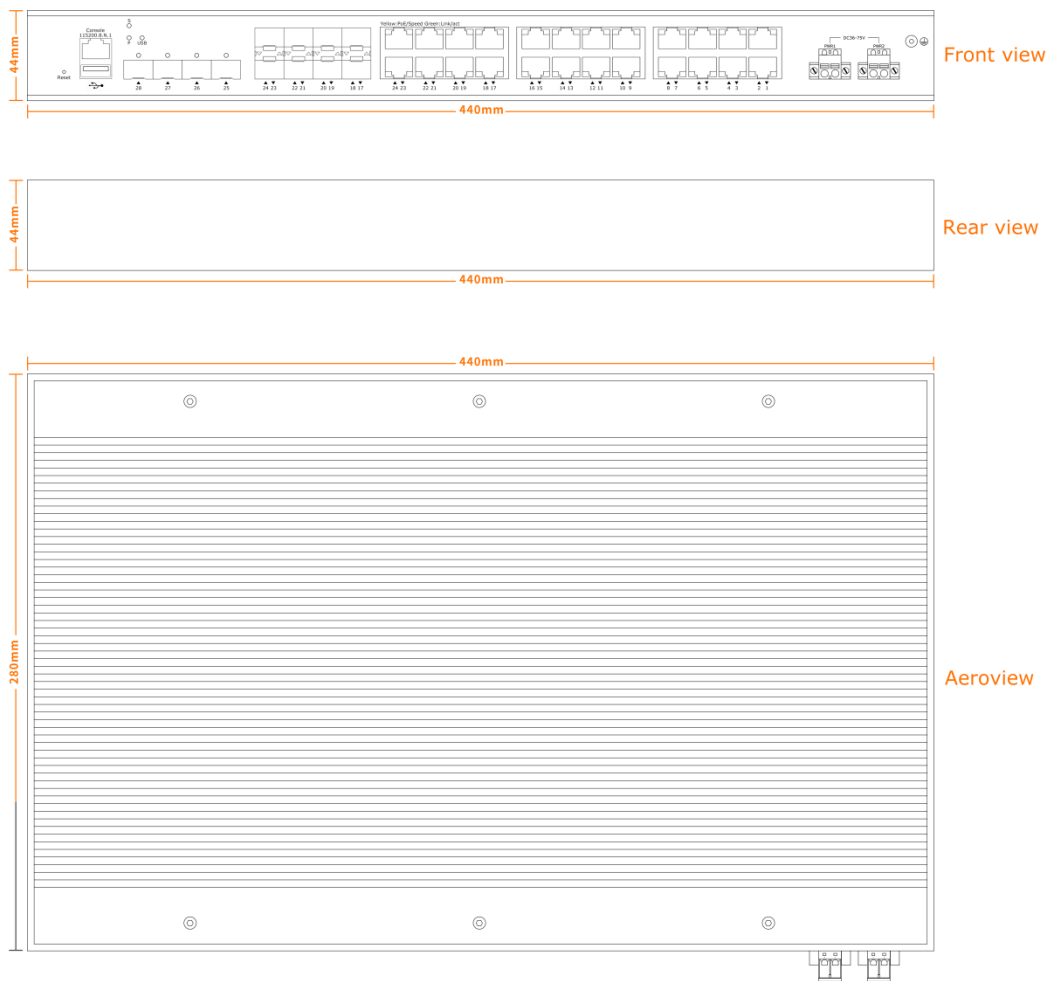 Yellow:PoE/Speed Green:Link/act
Console
115200.8.N.1
S
P
USB
Reset
28
27
26
25
24 23
22 21
20 19
18 17
24 23
22 21
20 19
18 17
16 15
14 13
12 11
10 9
8 7
6 5
4 3
2 1
DC36-75V
PWR1
PWR2
44mm
440mm
Front view
44mm
440mm
Rear view
440mm
280mm
Aeroview